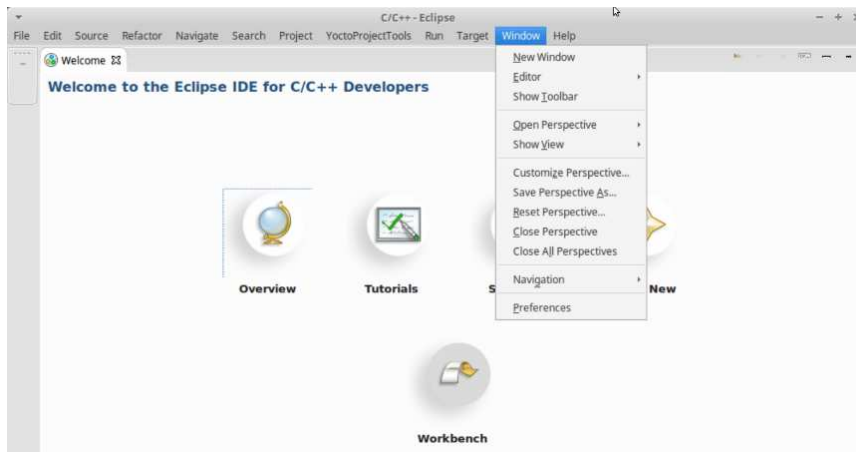 C/C++ - Eclipse
File Edit Source Refactor Navigate Search Project YoctoProjectTools Run Target Window Help
Welcome
Welcome to the Eclipse IDE for C/C++ Developers
New Window
Editor
Show Toolbar
Open Perspective
Show View
Customize Perspective...
Save Perspective As...
Reset Perspective...
Close Perspective
Close All Perspectives
Navigation
Preferences
Overview Tutorials S New
Workbench